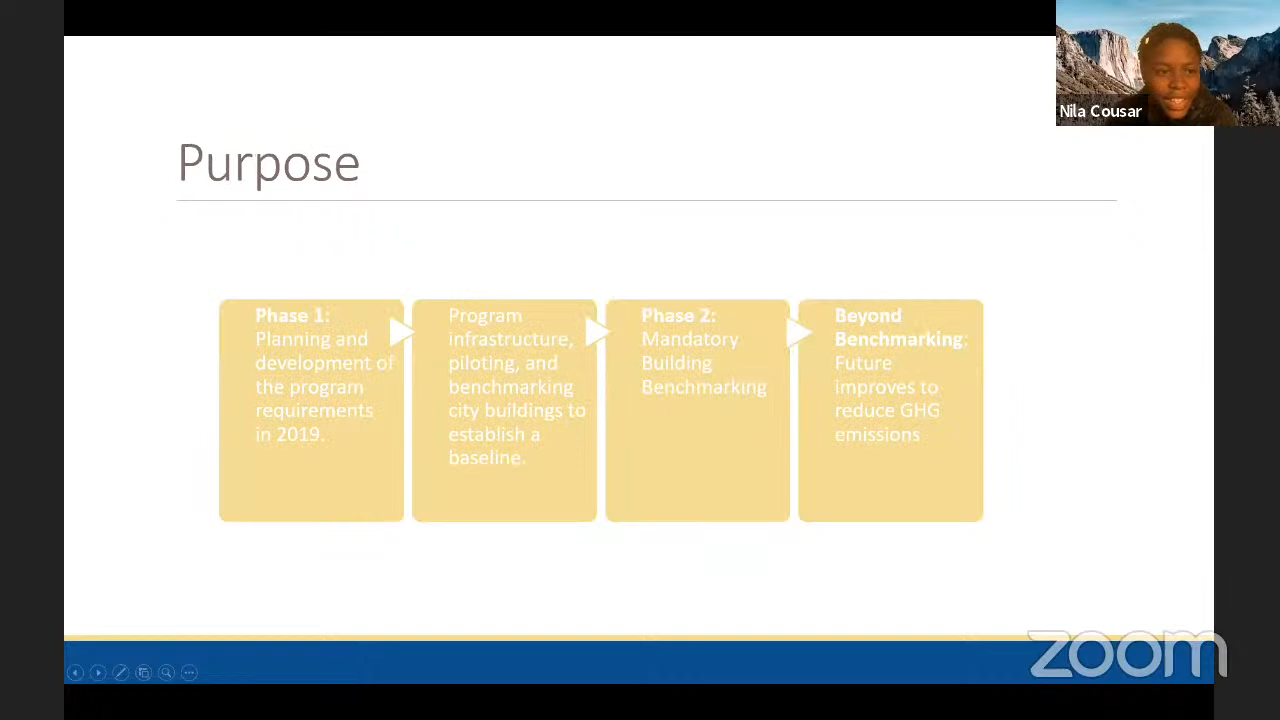 Nila Cousar
Purpose
Phase 1:
Planning and
development of
the program
requirements
in 2019.
Program
infrastructure,
piloting, and
benchmarking
city buildings to
establish a
baseline.
Phase 2:
Mandatory
Building
Benchmarking
Beyond
Benchmarking:
Future
improves to
reduce GHG
emissions
zoom